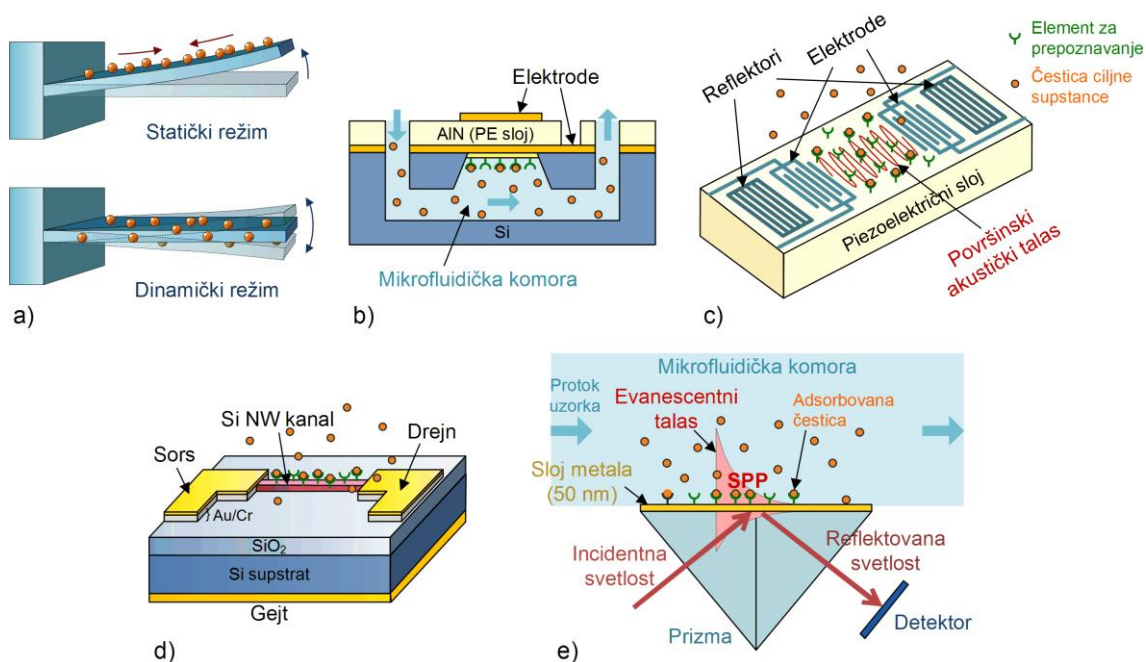 Statički režim
Dinamički režim
a)
Elektrode
AlN (PE sloj)
Si
Mikrofluidička komora
b)
Reflektori
Elektrode
Element za
prepoznavanje
Čestica ciljne
supstance
Piezoelektrični sloj
Površinski
akustički talas
c)
Si NW kanal
Sors
Drejn
Au/Cr
SiO₂
Si supstrat
Gejt
d)
Mikrofluidička komora
Protok
uzorka
Evanescentni
talas
Adsorbovana
čestica
Sloj metala
(50 nm)
SPP
Incidentna
svetlost
Reflektovana
svetlost
Prizma
Detektor
e)